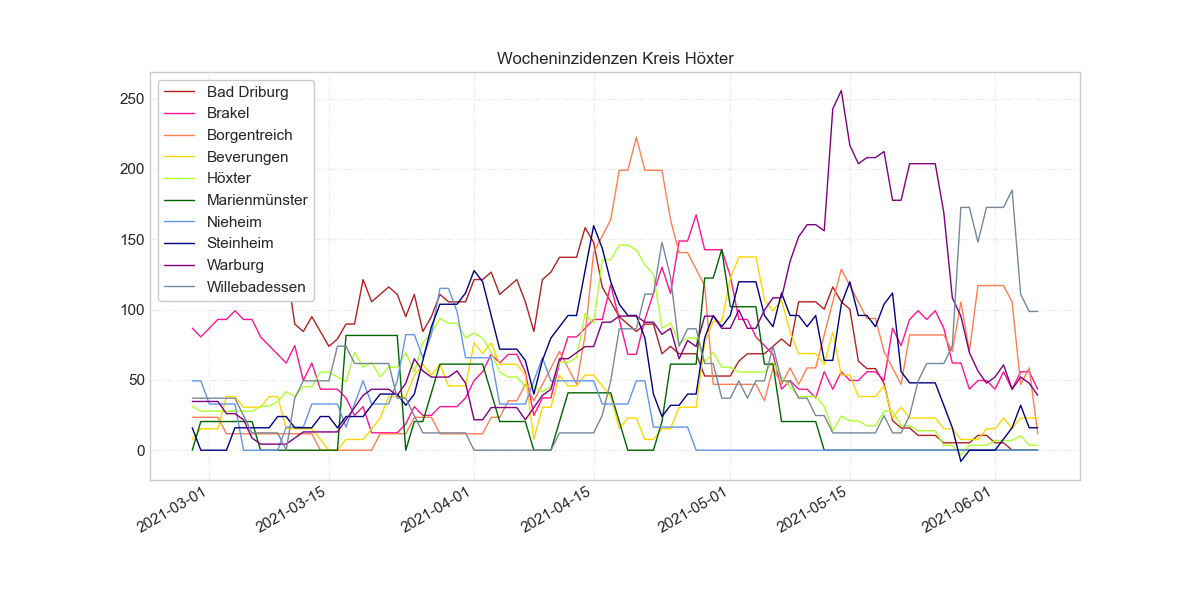 Wocheninzidenzen Kreis Höxter
250
200
150
100
50
0
Bad Driburg
Brakel
Borgentreich
Beverungen
Höxter
Marienmünster
Nieheim
Steinheim
Warburg
Willebadessen
2021-03-01
2021-03-15
2021-04-01
2021-04-15
2021-05-01
2021-05-15
2021-06-01